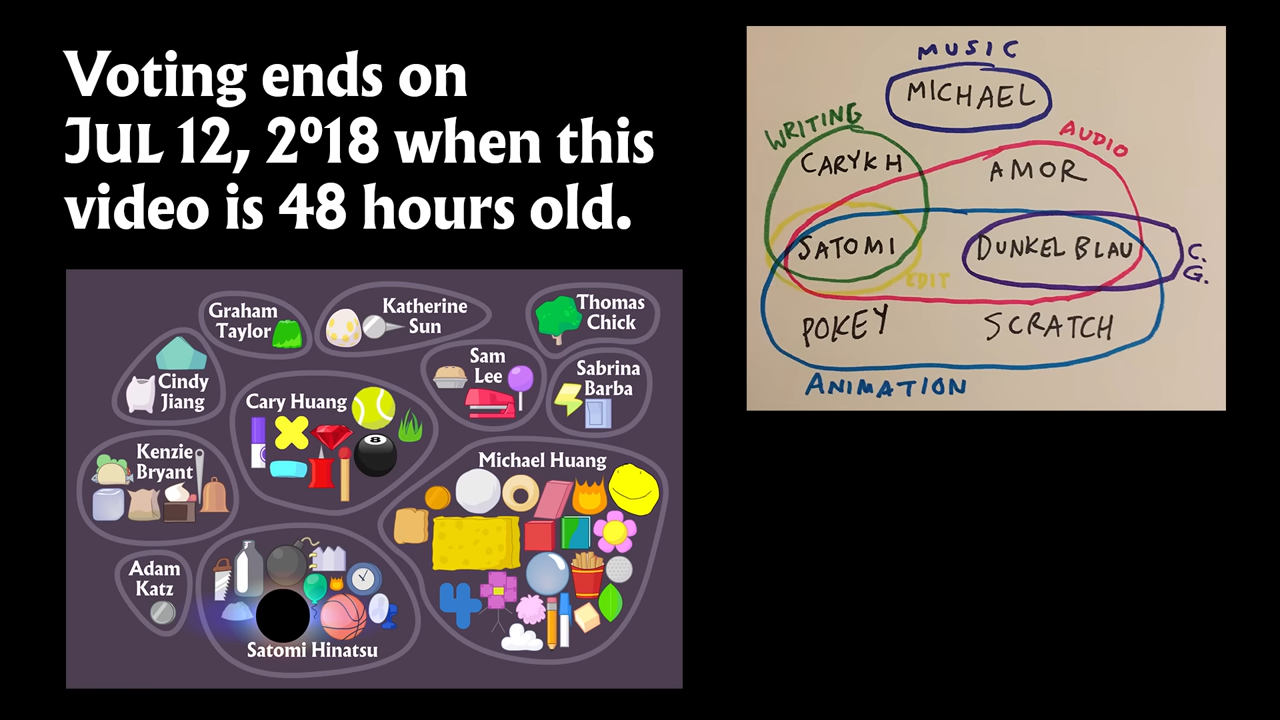 Voting ends on
JUL 12, 2018 when this
video is 48 hours old.
Graham
Taylor
Katherine
Sun
Thomas
Chick
Cindy
Jiang
Cary Huang
8
Sam
Lee
Sabrina
Barba
Kenzie
Bryant
Michael Huang
Adam
Katz
Satomi Hinatsu
MUSIC
MICHAEL
WRITING
AUDIO
CARYKH
AMOR
SATOMI
DUNKELBLAU
C.
G.
EDIT
POKEY
SCRATCH
ANIMATION